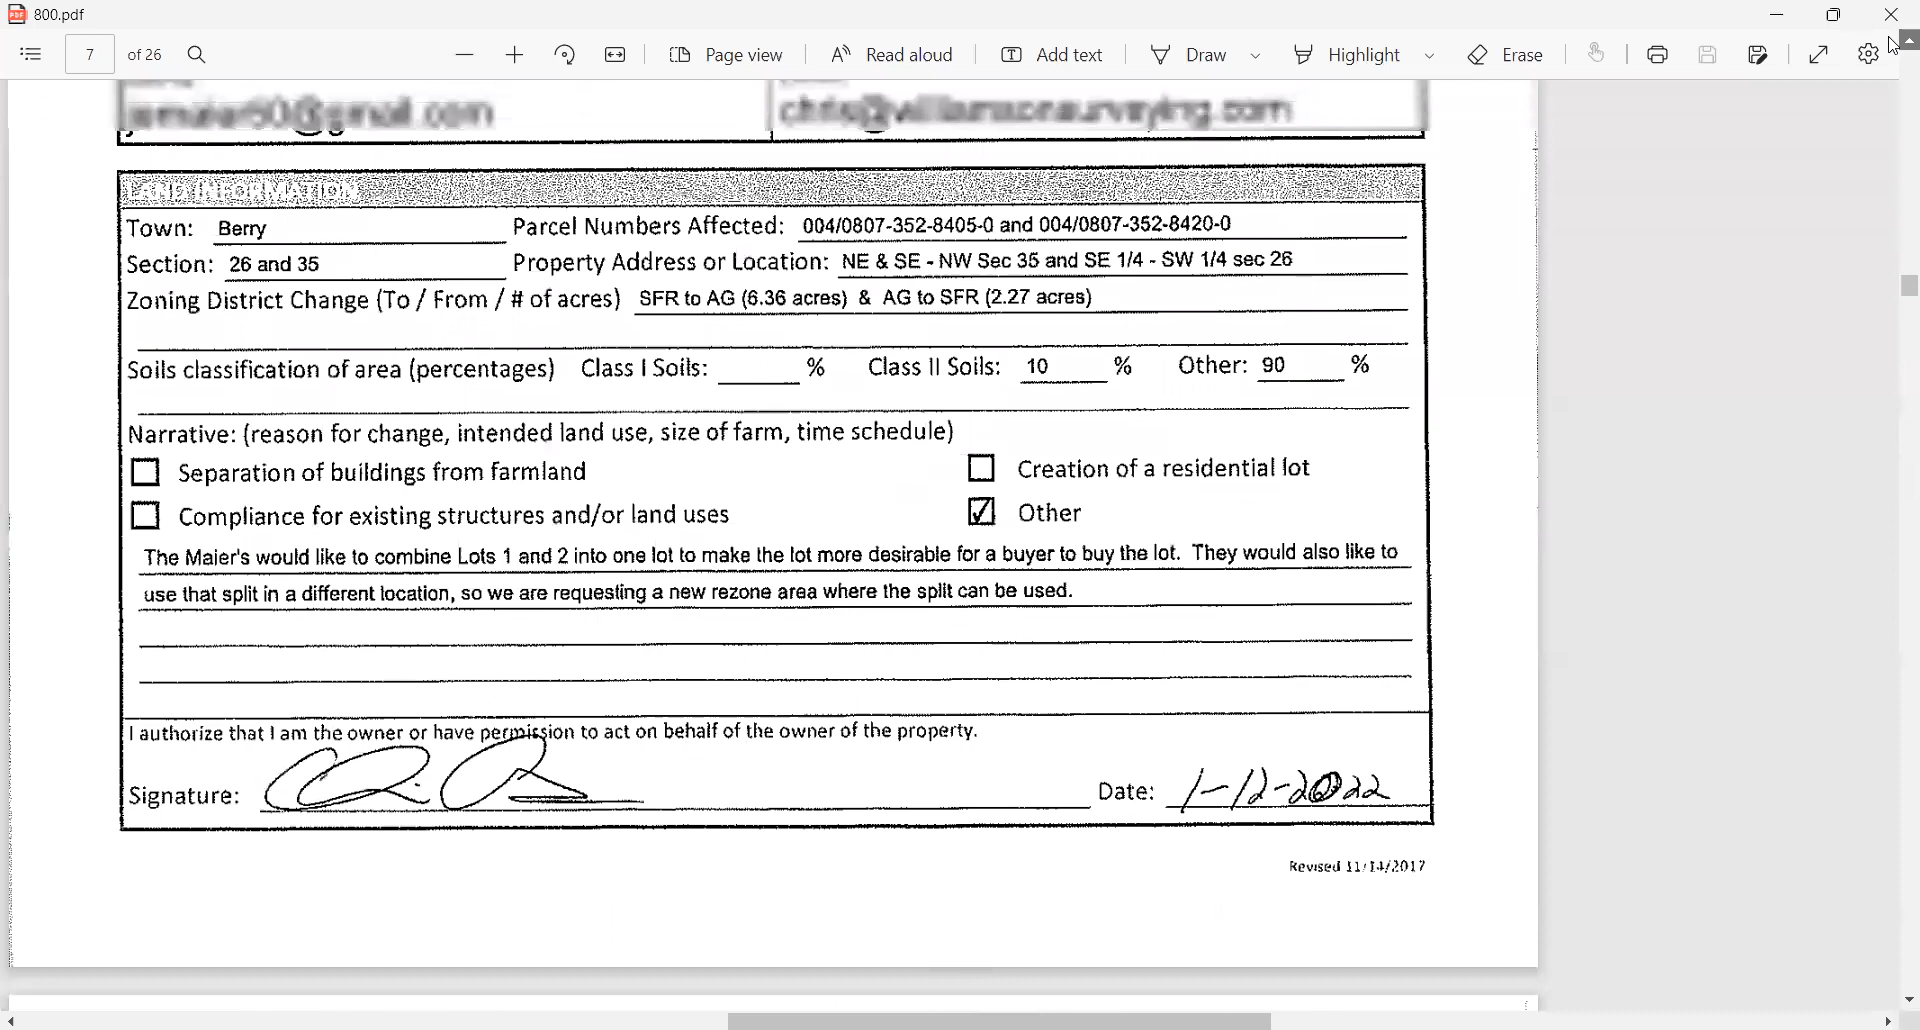 800.pdf
7 of 26 Page view Read aloud Add text Draw Highlight Erase
LAND INFORMATION
Town: Berry Parcel Numbers Affected: 004/0807-352-8405-0 and 004/0807-352-8420-0
Section: 26 and 35 Property Address or Location: NE & SE - NW Sec 35 and SE 1/4 - SW 1/4 sec 26
Zoning District Change (To / From / # of acres) SFR to AG (6.36 acres) & AG to SFR (2.27 acres)
Soils classification of area (percentages) Class I Soils: % Class II Soils: 10 % Other: 90 %
Narrative: (reason for change, intended land use, size of farm, time schedule)
Separation of buildings from farmland Creation of a residential lot
Compliance for existing structures and/or land uses Other
The Maier's would like to combine Lots 1 and 2 into one lot to make the lot more desirable for a buyer to buy the lot. They would also like to
use that split in a different location, so we are requesting a new rezone area where the split can be used.
I authorize that I am the owner or have permission to act on behalf of the owner of the property.
Signature: Date: 1-12-2022
Revised 11/14/2017